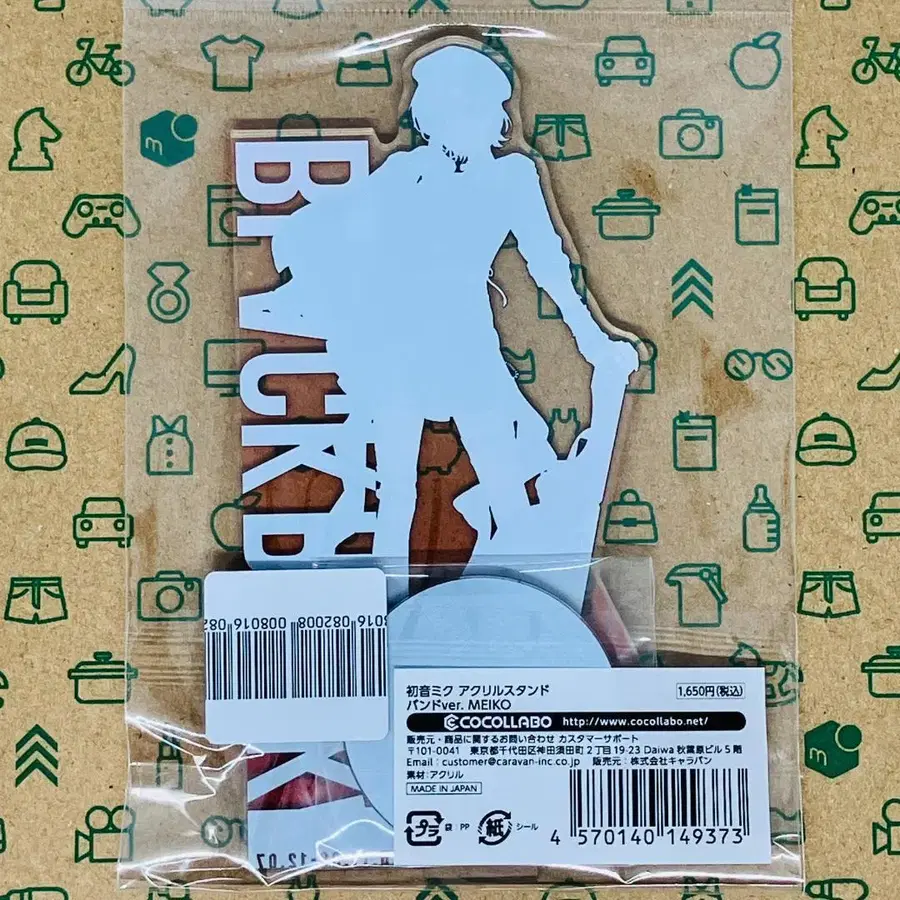 初音ミク アクリルスタンド
1,650円(税込)
バンドver. MEIKO
COCOLLABO http://www.cocollabo.net/
販売元・商品に関するお問い合わせ カスタマーサポート
〒101-0041 東京都千代田区神田須田町2丁目19-23 Daiwa秋葉原ビル5階
Email : customer@caravan-inc.co.jp 販売元 : 株式会社キャラバン
素材 : アクリル
MADE IN JAPAN
プラ 袋 PP 紙 シール
4 570140 149373